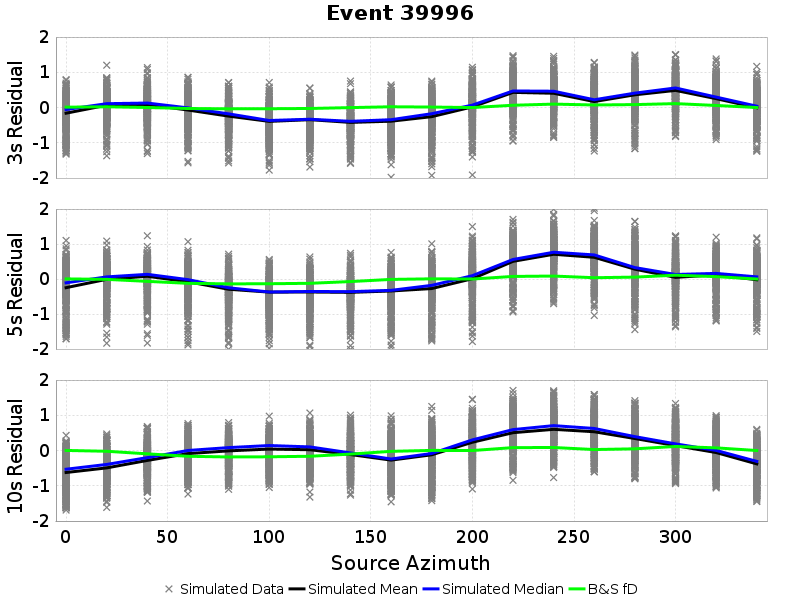 Event 39996
3s Residual
2
1
0
-1
-2
5s Residual
2
1
0
-1
-2
10s Residual
2
1
0
-1
-2
0 50 100 150 200 250 300
Source Azimuth
Simulated Data Simulated Mean Simulated Median B&S fD